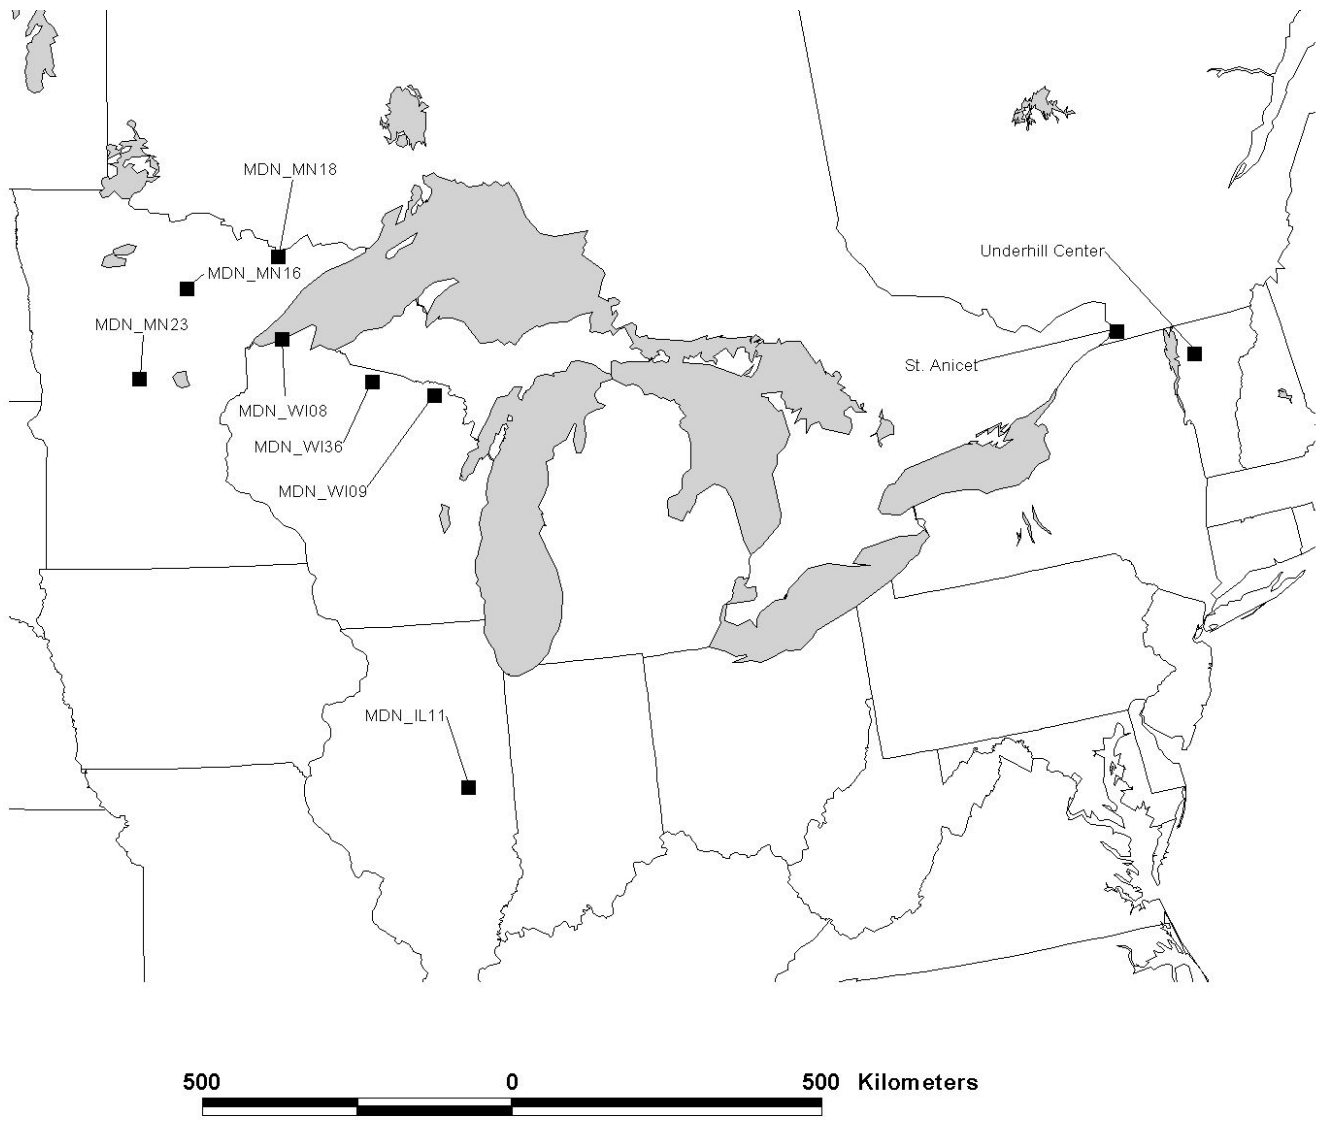 MDN_MN18
Underhill Center
MDN_MN16
MDN_MN23
St. Anicet
MDN_WI08
MDN_WI36
MDN_WI09
MDN_IL11
500 0 500 Kilometers